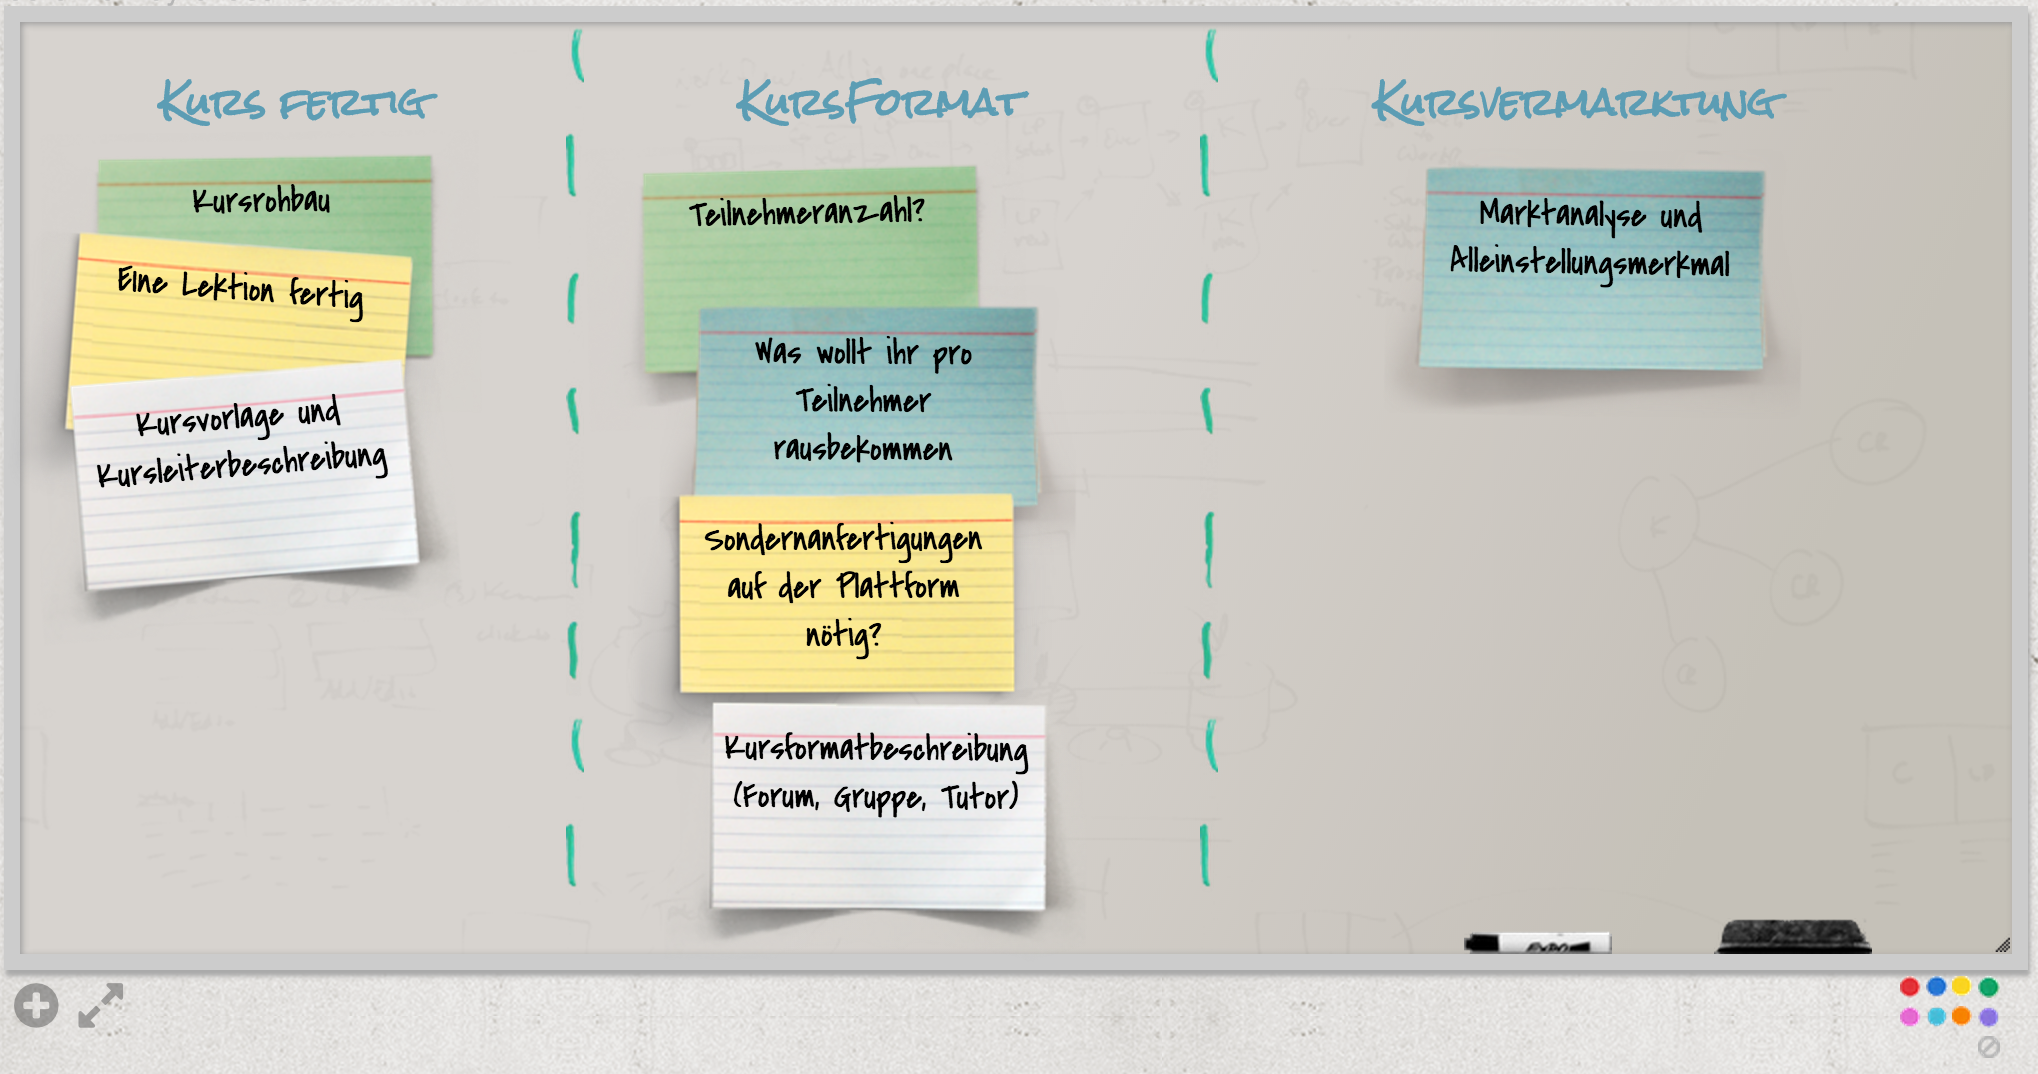 Kurs fertig
Kursrohbau
EIne Lektion fertig
Kursvorlage und
Kursleiterbeschreibung
KursFormat
Teilnehmeranzahl?
Was wollt ihr pro
Teilnehmer
rausbekommen
Sondernanfertigungen
auf der Plattform
nötig?
Kursformatbeschreibung
(Forum, Gruppe, Tutor)
Kursvermarktung
Marktanalyse und
Alleinstellungsmerkmal
EXPO